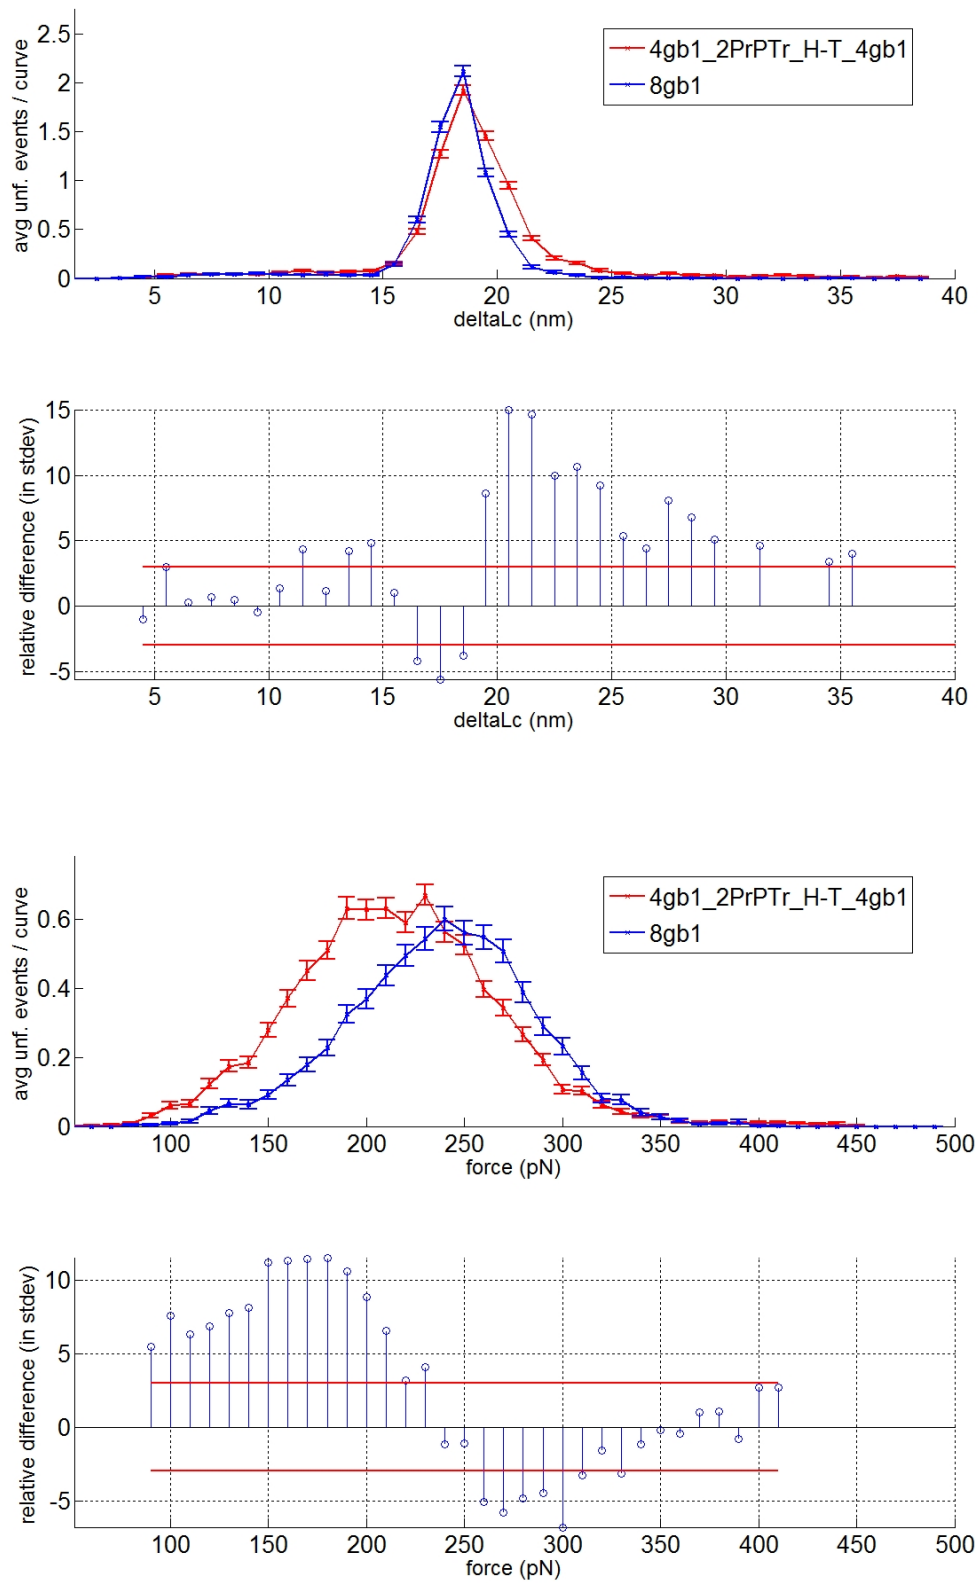 2.5
2
1.5
1
0.5
0
avg unf. events / curve
4gb1_2PrPTr_H-T_4gb1
8gb1
5 10 15 20 25 30 35 40
deltaLc (nm)
15
10
5
0
-5
relative difference (in stdev)
5 10 15 20 25 30 35 40
deltaLc (nm)
0.6
0.4
0.2
0
avg unf. events / curve
4gb1_2PrPTr_H-T_4gb1
8gb1
100 150 200 250 300 350 400 450 500
force (pN)
10
5
0
-5
relative difference (in stdev)
100 150 200 250 300 350 400 450 500
force (pN)